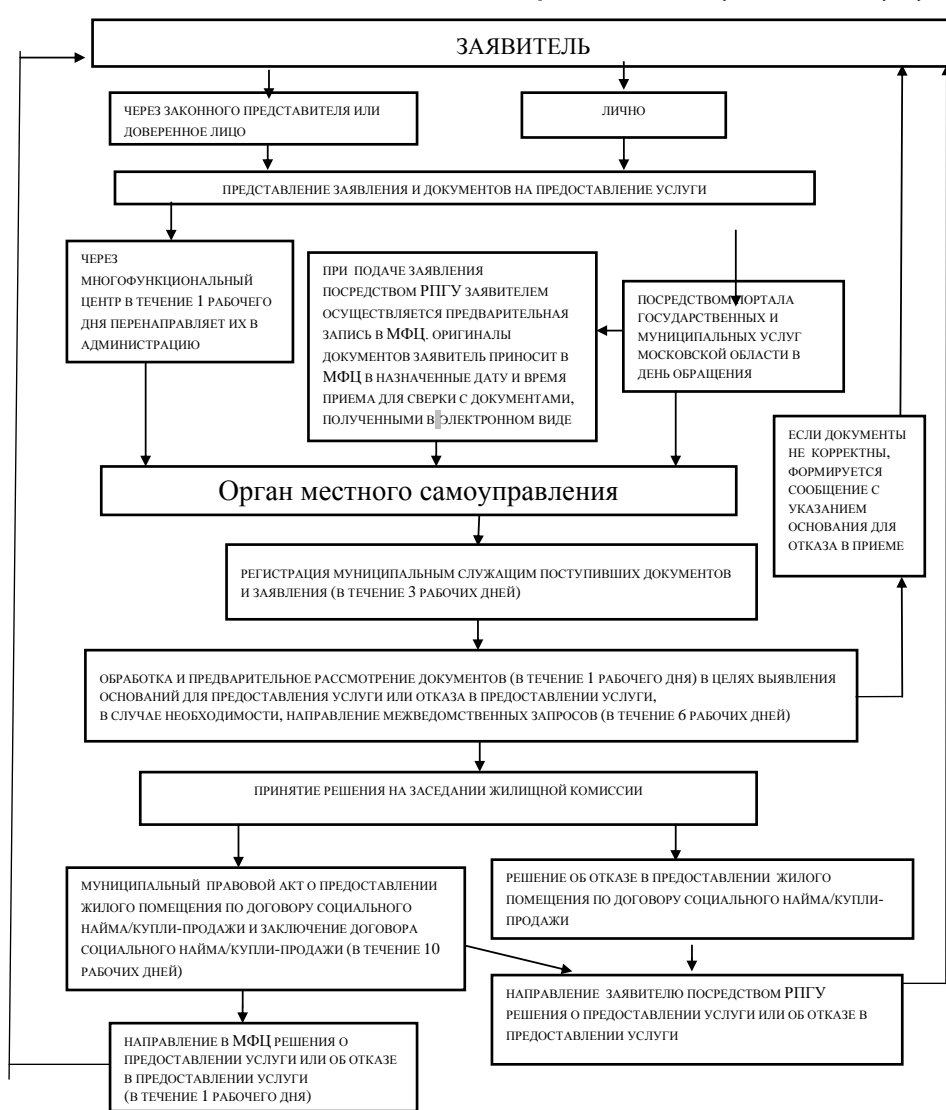 ЗАЯВИТЕЛЬ
ЧЕРЕЗ ЗАКОННОГО ПРЕДСТАВИТЕЛЯ ИЛИ
ДОВЕРЕННОЕ ЛИЦО
ЛИЧНО
ПРЕДСТАВЛЕНИЕ ЗАЯВЛЕНИЯ И ДОКУМЕНТОВ НА ПРЕДОСТАВЛЕНИЕ УСЛУГИ
ЧЕРЕЗ
МНОГОФУНКЦИОНАЛЬНЫЙ
ЦЕНТР В ТЕЧЕНИЕ 1 РАБОЧЕГО
ДНЯ ПЕРЕНАПРАВЛЯЕТ ИХ В
АДМИНИСТРАЦИЮ
ПРИ ПОДАЧЕ ЗАЯВЛЕНИЯ
ПОСРЕДСТВОМ РПГУ ЗАЯВИТЕЛЕМ
ОСУЩЕСТВЛЯЕТСЯ ПРЕДВАРИТЕЛЬНАЯ
ЗАПИСЬ В МФЦ. ОРИГИНАЛЫ
ДОКУМЕНТОВ ЗАЯВИТЕЛЬ ПРИНОСИТ В
МФЦ В НАЗНАЧЕННЫЕ ДАТУ И ВРЕМЯ
ПРИЕМА ДЛЯ СВЕРКИ С ДОКУМЕНТАМИ,
ПОЛУЧЕННЫМИ В ЭЛЕКТРОННОМ ВИДЕ
ПОСРЕДСТВОМ ПОРТАЛА
ГОСУДАРСТВЕННЫХ И
МУНИЦИПАЛЬНЫХ УСЛУГ
МОСКОВСКОЙ ОБЛАСТИ В
ДЕНЬ ОБРАЩЕНИЯ
ЕСЛИ ДОКУМЕНТЫ
НЕ КОРРЕКТНЫ,
ФОРМИРУЕТСЯ
СООБЩЕНИЕ С
УКАЗАНИЕМ
ОСНОВАНИЯ ДЛЯ
ОТКАЗА В ПРИЕМЕ
Орган местного самоуправления
РЕГИСТРАЦИЯ МУНИЦИПАЛЬНЫМ СЛУЖАЩИМ ПОСТУПИВШИХ ДОКУМЕНТОВ
И ЗАЯВЛЕНИЯ (В ТЕЧЕНИЕ 3 РАБОЧИХ ДНЕЙ)
ОБРАБОТКА И ПРЕДВАРИТЕЛЬНОЕ РАССМОТРЕНИЕ ДОКУМЕНТОВ (В ТЕЧЕНИЕ 1 РАБОЧЕГО ДНЯ) В ЦЕЛЯХ ВЫЯВЛЕНИЯ
ОСНОВАНИЙ ДЛЯ ПРЕДОСТАВЛЕНИЯ УСЛУГИ ИЛИ ОТКАЗА В ПРЕДОСТАВЛЕНИИ УСЛУГИ,
В СЛУЧАЕ НЕОБХОДИМОСТИ, НАПРАВЛЕНИЕ МЕЖВЕДОМСТВЕННЫХ ЗАПРОСОВ (В ТЕЧЕНИЕ 6 РАБОЧИХ ДНЕЙ)
ПРИНЯТИЕ РЕШЕНИЯ НА ЗАСЕДАНИИ ЖИЛИЩНОЙ КОМИССИИ
МУНИЦИПАЛЬНЫЙ ПРАВОВОЙ АКТ О ПРЕДОСТАВЛЕНИИ
ЖИЛОГО ПОМЕЩЕНИЯ ПО ДОГОВОРУ СОЦИАЛЬНОГО
НАЙМА/КУПЛИ-ПРОДАЖИ И ЗАКЛЮЧЕНИЕ ДОГОВОРА
СОЦИАЛЬНОГО НАЙМА/КУПЛИ-ПРОДАЖИ (В ТЕЧЕНИЕ 10
РАБОЧИХ ДНЕЙ)
РЕШЕНИЕ ОБ ОТКАЗЕ В ПРЕДОСТАВЛЕНИИ ЖИЛОГО
ПОМЕЩЕНИЯ ПО ДОГОВОРУ СОЦИАЛЬНОГО НАЙМА/КУПЛИ-
ПРОДАЖИ
НАПРАВЛЕНИЕ ЗАЯВИТЕЛЮ ПОСРЕДСТВОМ РПГУ
РЕШЕНИЯ О ПРЕДОСТАВЛЕНИИ УСЛУГИ ИЛИ ОБ ОТКАЗЕ В
ПРЕДОСТАВЛЕНИИ УСЛУГИ
НАПРАВЛЕНИЕ В МФЦ РЕШЕНИЯ О
ПРЕДОСТАВЛЕНИИ УСЛУГИ ИЛИ ОБ ОТКАЗЕ
В ПРЕДОСТАВЛЕНИИ УСЛУГИ
(В ТЕЧЕНИЕ 1 РАБОЧЕГО ДНЯ)